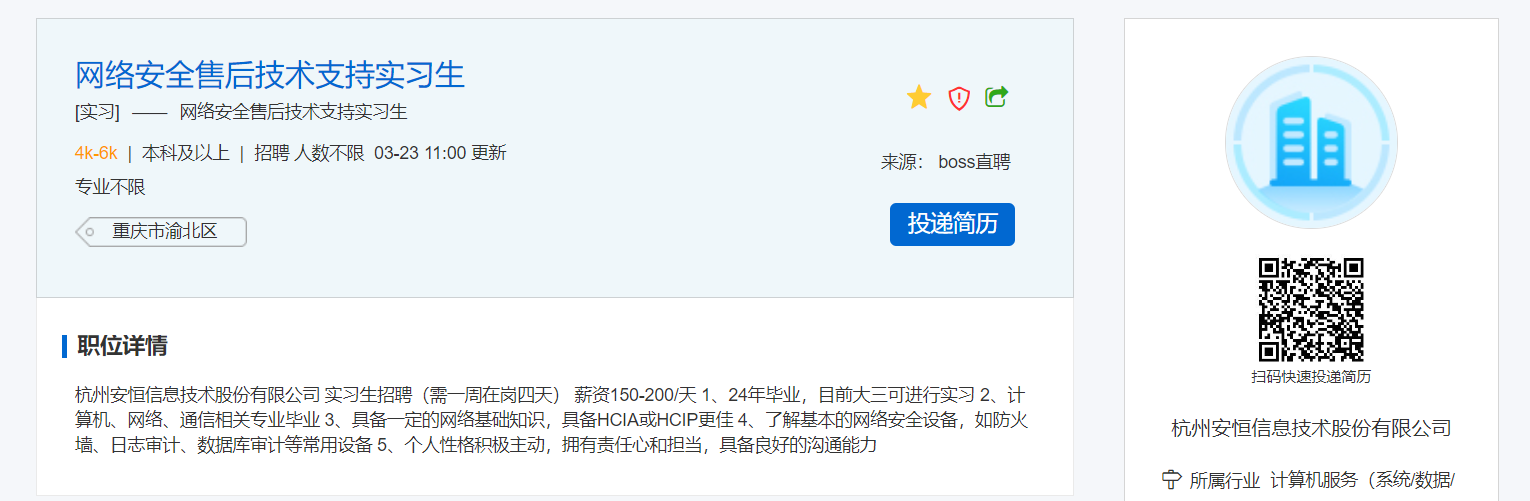 网络安全售后技术支持实习生
[实习] —— 网络安全售后技术支持实习生
4k-6k | 本科及以上 | 招聘 人数不限 03-23 11:00 更新
专业不限
重庆市渝北区
来源： boss直聘
投递简历
职位详情
杭州安恒信息技术股份有限公司 实习生招聘（需一周在岗四天） 薪资150-200/天 1、24年毕业，目前大三可进行实习 2、计
算机、网络、通信相关专业毕业 3、具备一定的网络基础知识，具备HCIA或HCIP更佳 4、了解基本的网络安全设备，如防火
墙、日志审计、数据库审计等常用设备 5、个人性格积极主动，拥有责任心和担当，具备良好的沟通能力
扫码快速投递简历
杭州安恒信息技术股份有限公司
所属行业 计算机服务（系统/数据/